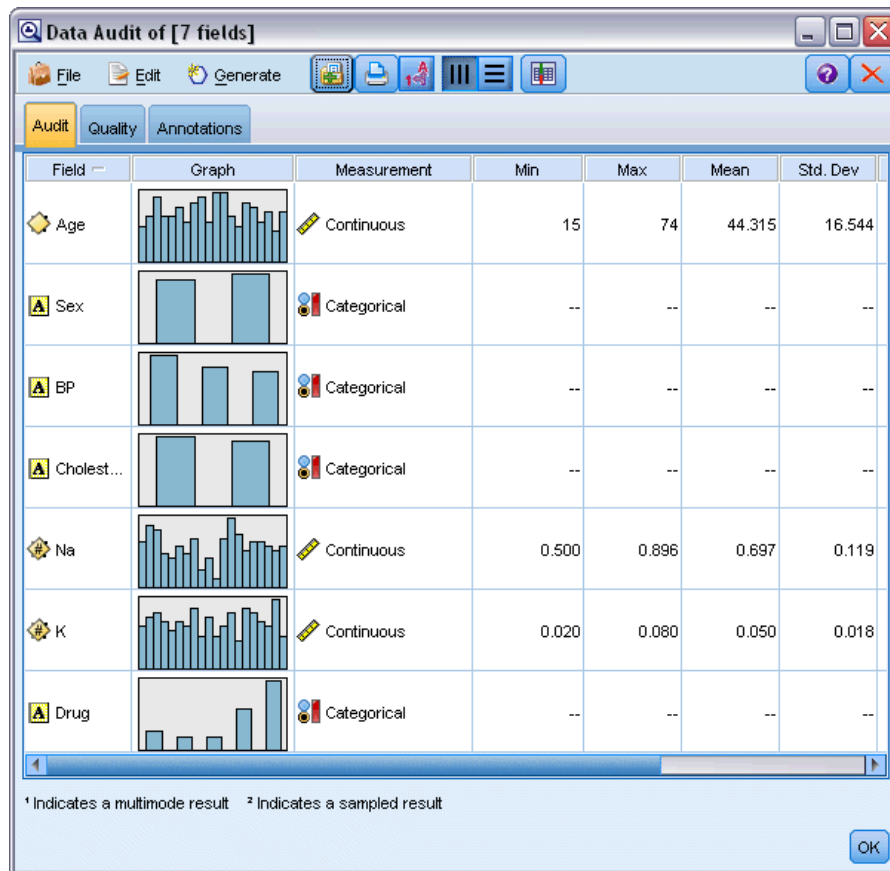 Data Audit of [7 fields]
File Edit Generate
Audit Quality Annotations
Field Graph Measurement Min Max Mean Std. Dev
Age Continuous 15 74 44.315 16.544
A Sex Categorical -- -- -- --
A BP Categorical -- -- -- --
A Cholest... Categorical -- -- -- --
# Na Continuous 0.500 0.896 0.697 0.119
# K Continuous 0.020 0.080 0.050 0.018
A Drug Categorical -- -- -- --
¹ Indicates a multimode result ² Indicates a sampled result
OK